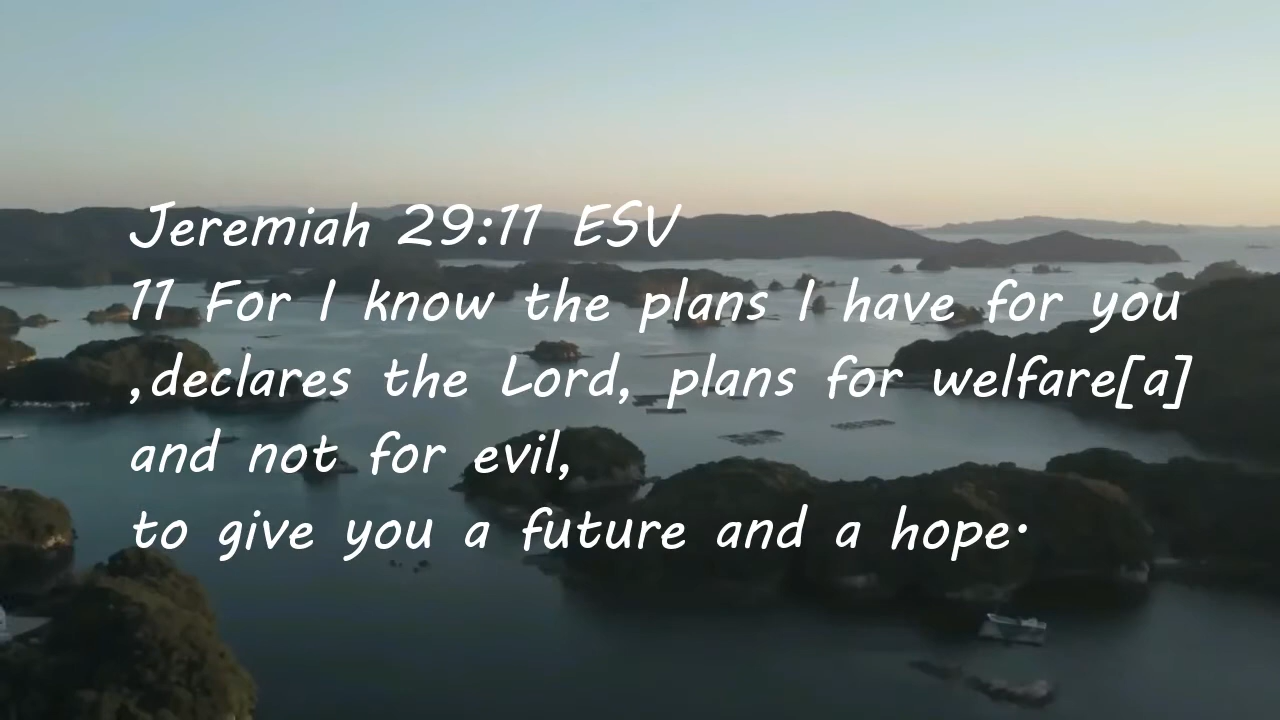 Jeremiah 29:11 ESV
11 For I know the plans I have for you
,declares the Lord, plans for welfare[a]
and not for evil,
to give you a future and a hope.